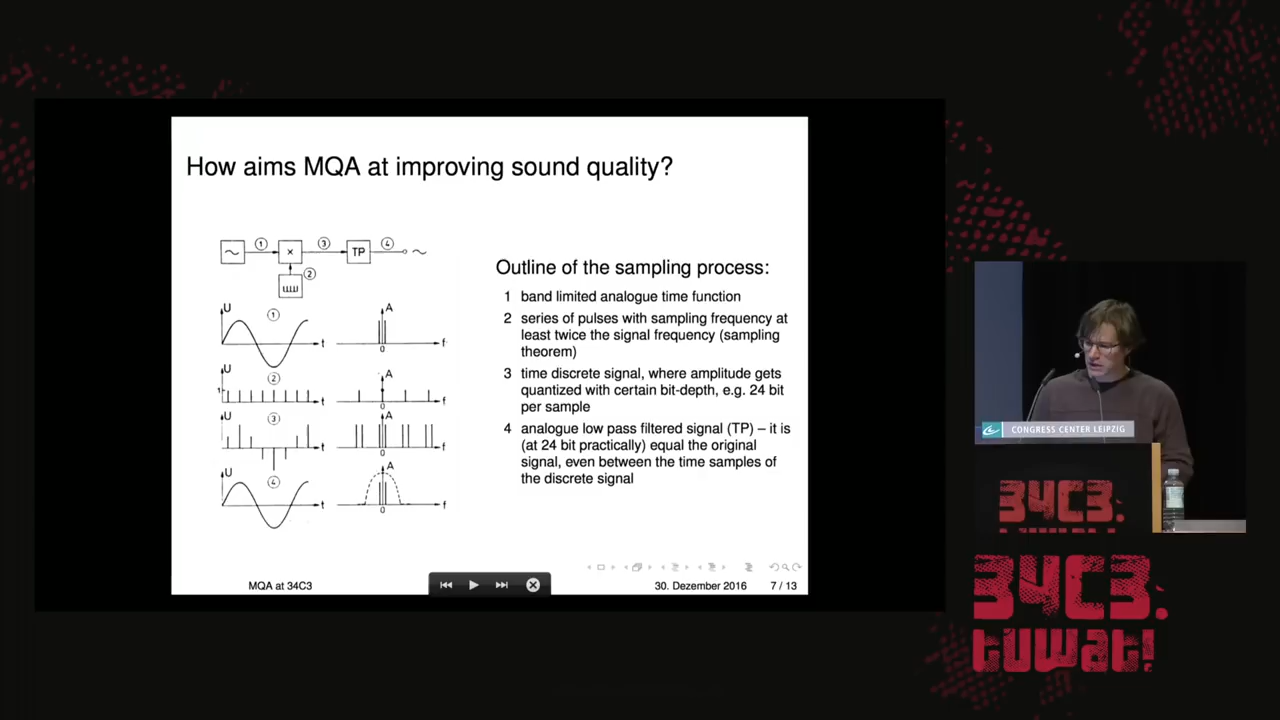 How aims MQA at improving sound quality?
1 3 4
~ × TP ~
2
Outline of the sampling process:
1 band limited analogue time function
2 series of pulses with sampling frequency at
least twice the signal frequency (sampling
theorem)
3 time discrete signal, where amplitude gets
quantized with certain bit-depth, e.g. 24 bit
per sample
4 analogue low pass filtered signal (TP) – it is
(at 24 bit practically) equal the original
signal, even between the time samples of
the discrete signal
U 1 A
t 0 f
U 2 A
1 t 0 f
U 3 A
t 0 f
U 4 A
t 0 f
MQA at 34C3
30. Dezember 2016 7 / 13
CONGRESS CENTER LEIPZIG
34C3.
34C3.
tuwat!